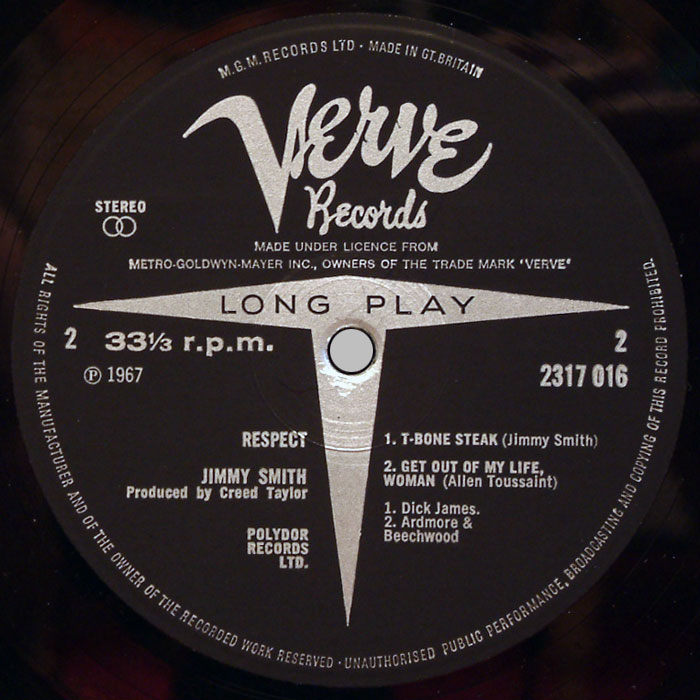 M.G.M. RECORDS LTD · MADE IN GT. BRITAIN
Verve
Records
STEREO
MADE UNDER LICENCE FROM
METRO-GOLDWYN-MAYER INC., OWNERS OF THE TRADE MARK 'VERVE'
LONG PLAY
2 33⅓ r.p.m. 2
℗ 1967 2317 016
RESPECT
JIMMY SMITH
Produced by Creed Taylor
POLYDOR
RECORDS
LTD.
1. T-BONE STEAK (Jimmy Smith)
2. GET OUT OF MY LIFE,
WOMAN (Allen Toussaint)
1. Dick James.
2. Ardmore &
Beechwood
ALL RIGHTS OF THE MANUFACTURER AND OF THE OWNER OF THE RECORDED WORK RESERVED · UNAUTHORISED PUBLIC PERFORMANCE, BROADCASTING AND COPYING OF THIS RECORD PROHIBITED.